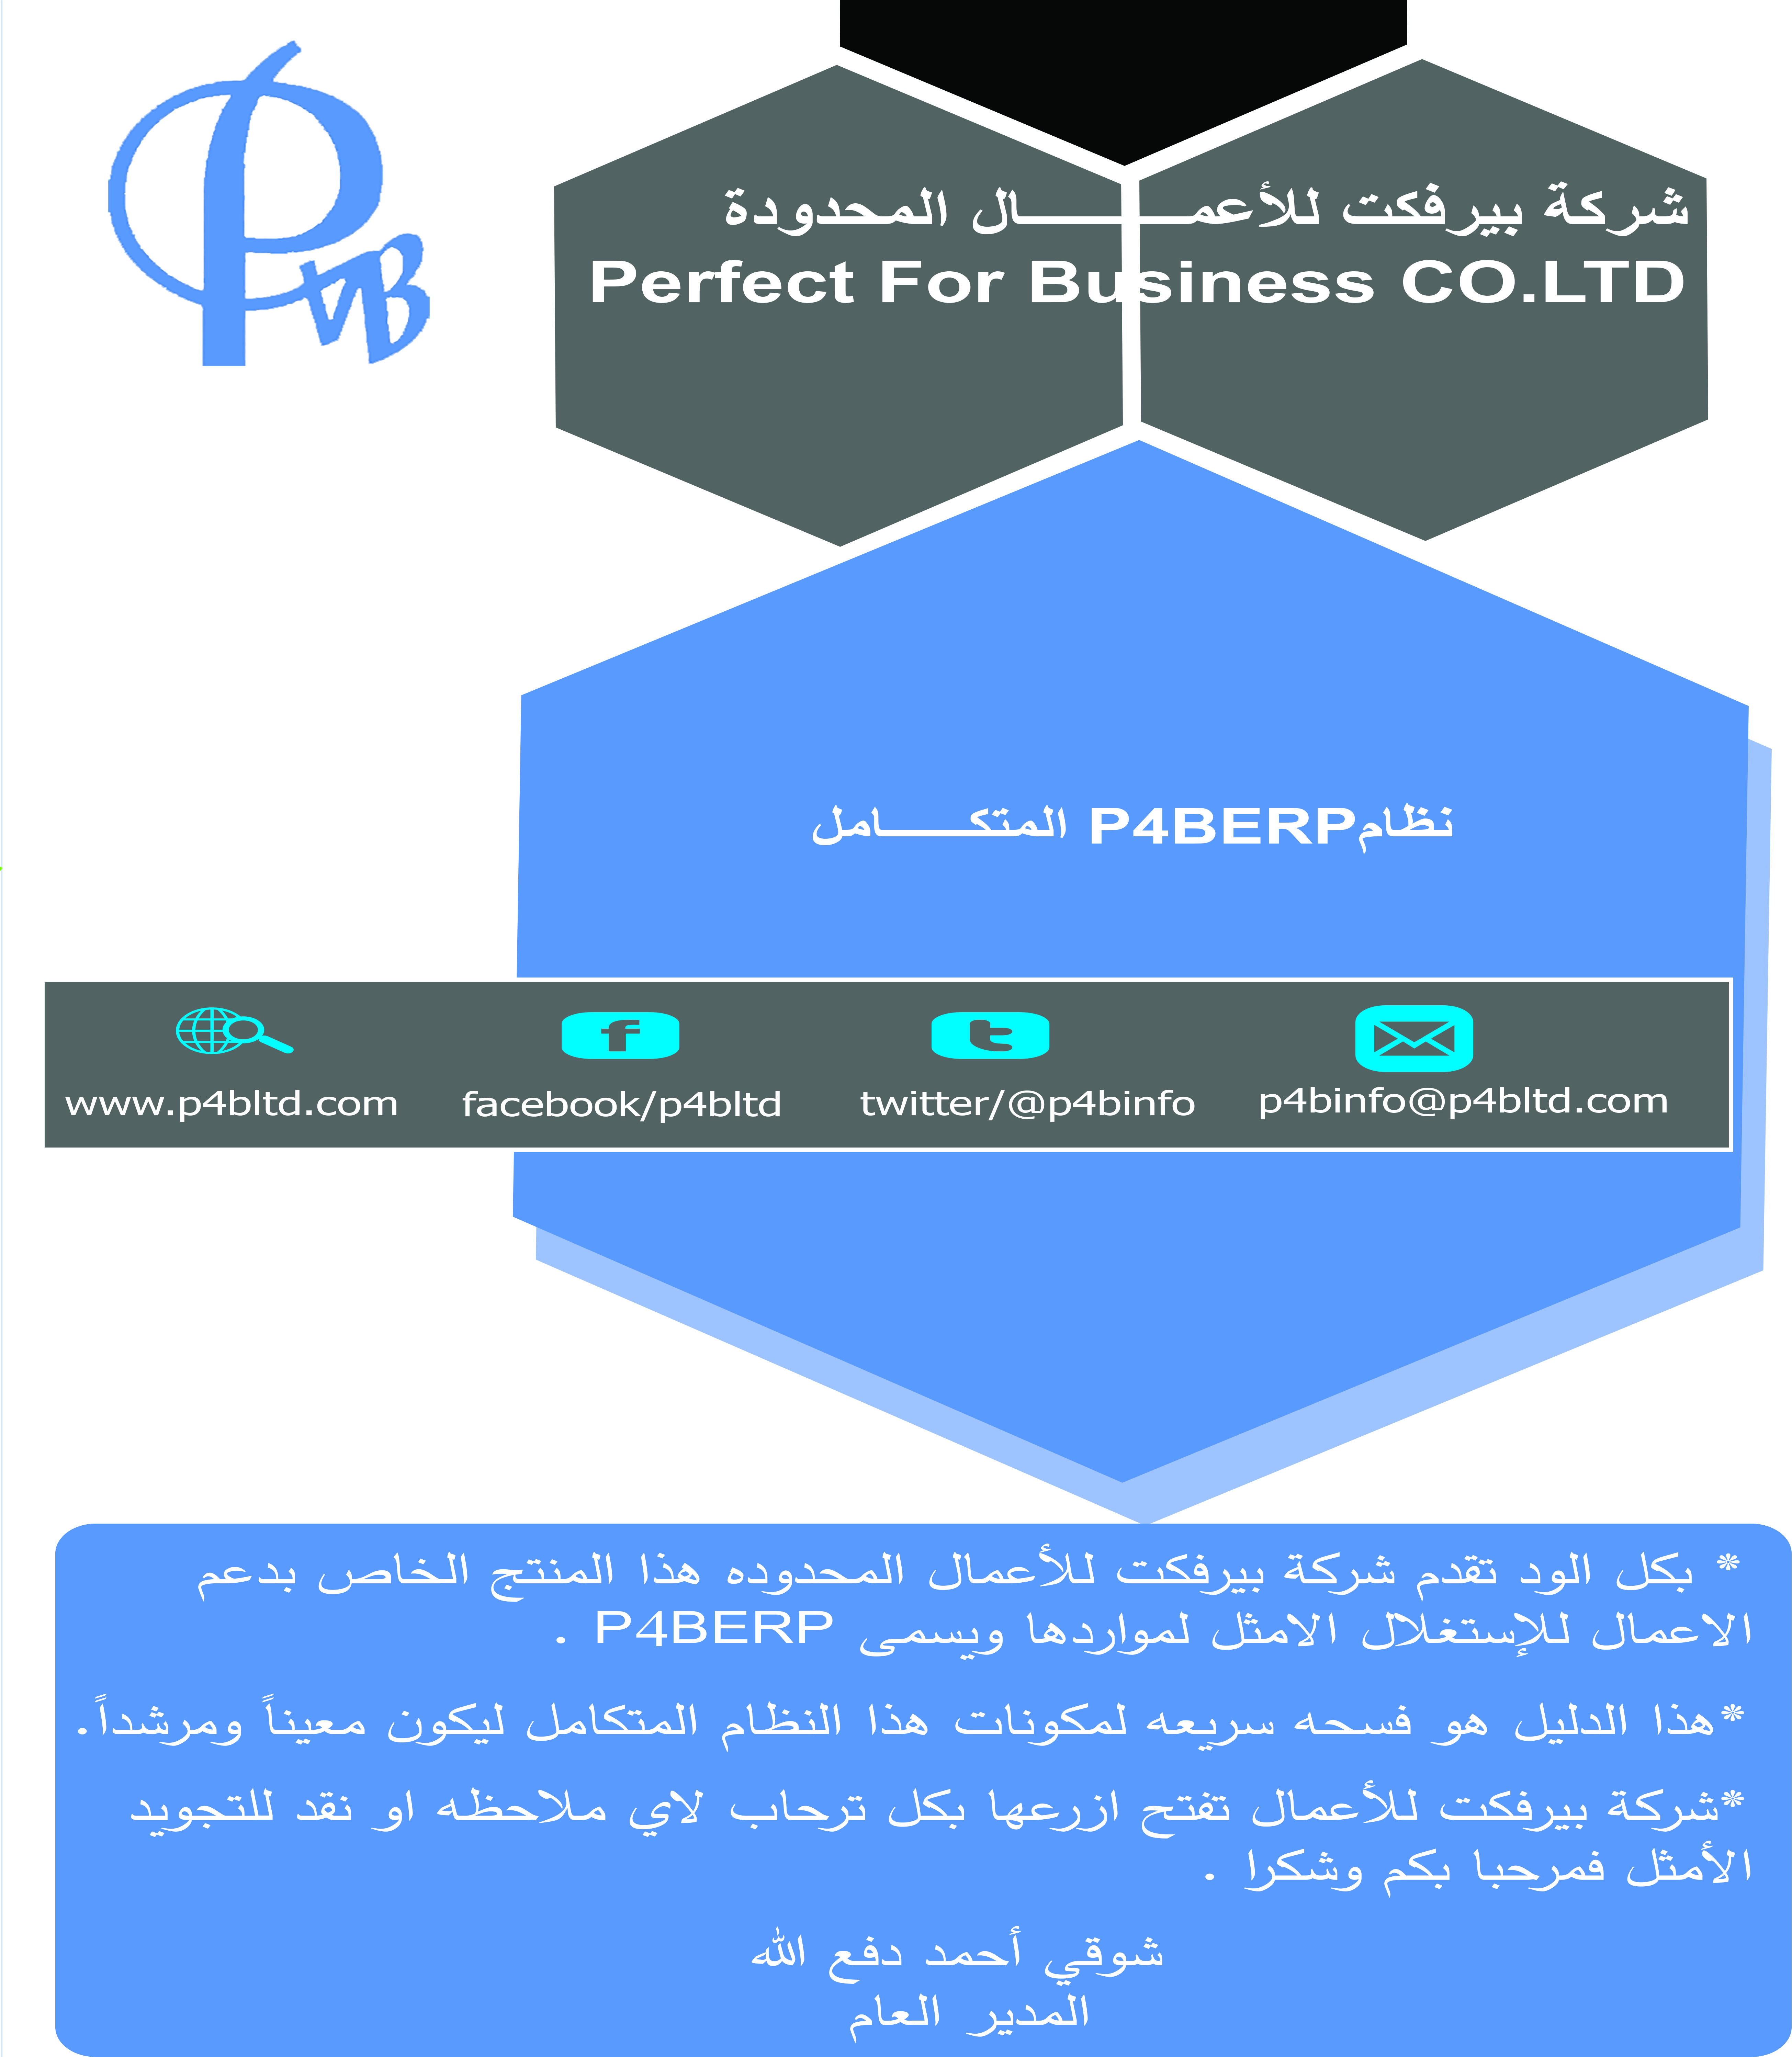 P4B
شركة بيرفكت للأعمـــــــــال المحدودة
Perfect For Business CO.LTD
نظامP4BERP المتكـــــــامل
www.p4bltd.com
facebook/p4bltd
twitter/@p4binfo
p4binfo@p4bltd.com
* بكل الود تقدم شركة بيرفكت للأعمال المحدوده هذا المنتج الخاص بدعم
الاعمال للإستغلال الامثل لمواردها ويسمى P4BERP .
*هذا الدليل هو فسحه سريعه لمكونات هذا النظام المتكامل ليكون معيناً ومرشداً.
*شركة بيرفكت للأعمال تفتح ازرعها بكل ترحاب لاي ملاحظه او نقد للتجويد
الأمثل فمرحبا بكم وشكرا .
شوقي أحمد دفع الله
المدير العام